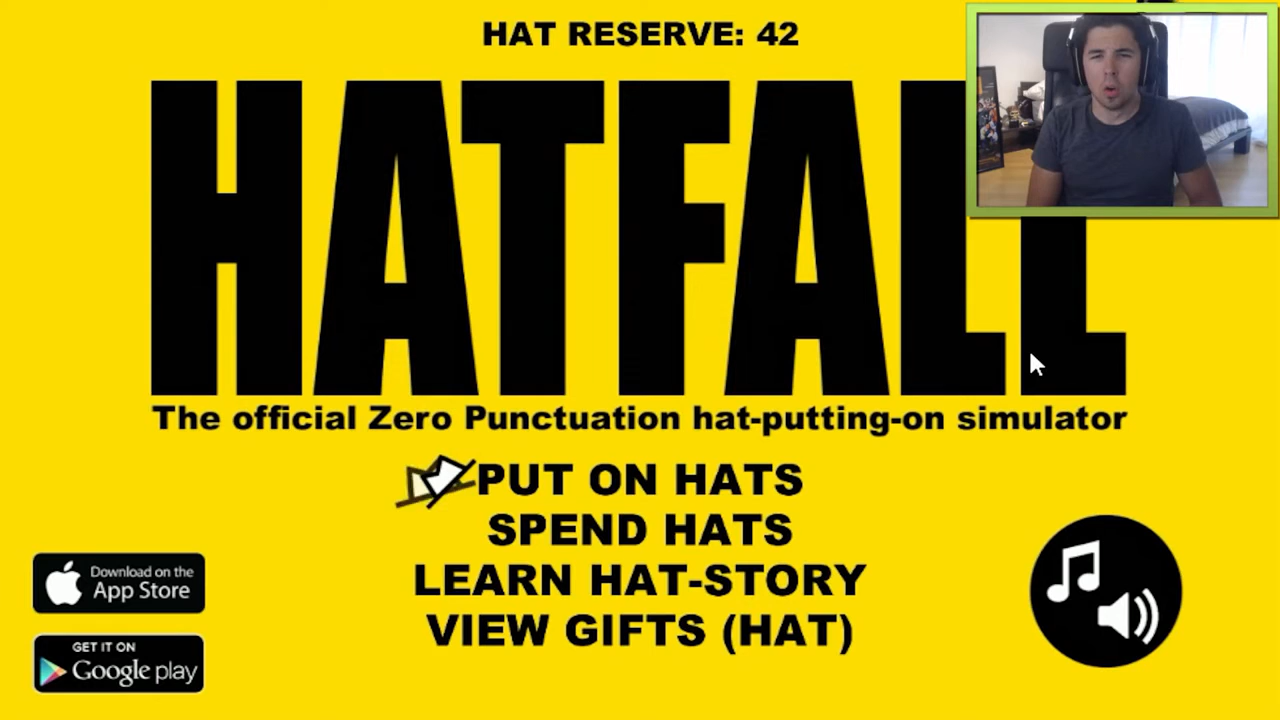 HAT RESERVE: 42
HATFALL
The official Zero Punctuation hat-putting-on simulator
PUT ON HATS
SPEND HATS
LEARN HAT-STORY
VIEW GIFTS (HAT)
Download on the
App Store
GET IT ON
Google play